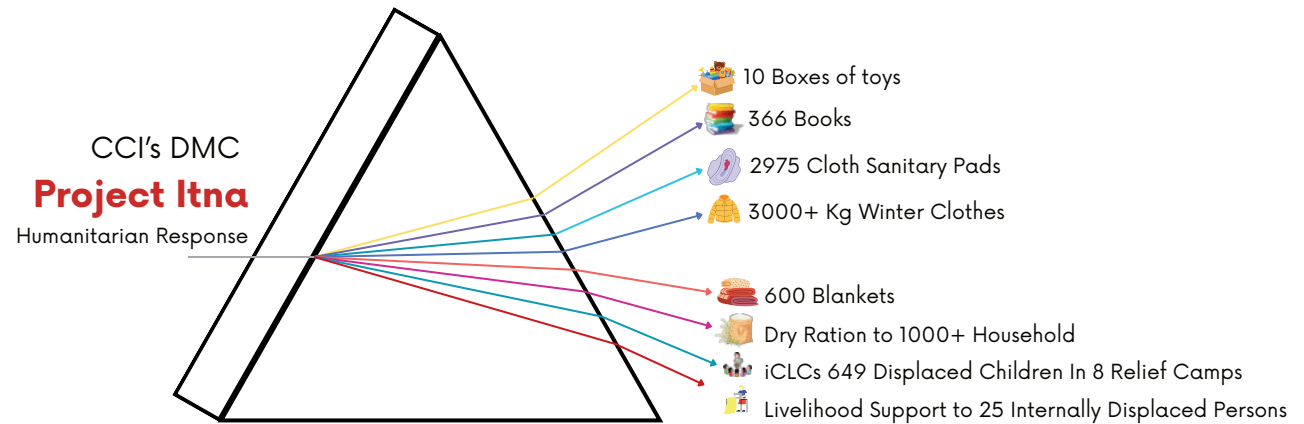 CCI's DMC
Project Itna
Humanitarian Response
10 Boxes of toys
366 Books
2975 Cloth Sanitary Pads
3000+ Kg Winter Clothes
600 Blankets
Dry Ration to 1000+ Household
iCLCs 649 Displaced Children In 8 Relief Camps
Livelihood Support to 25 Internally Displaced Persons